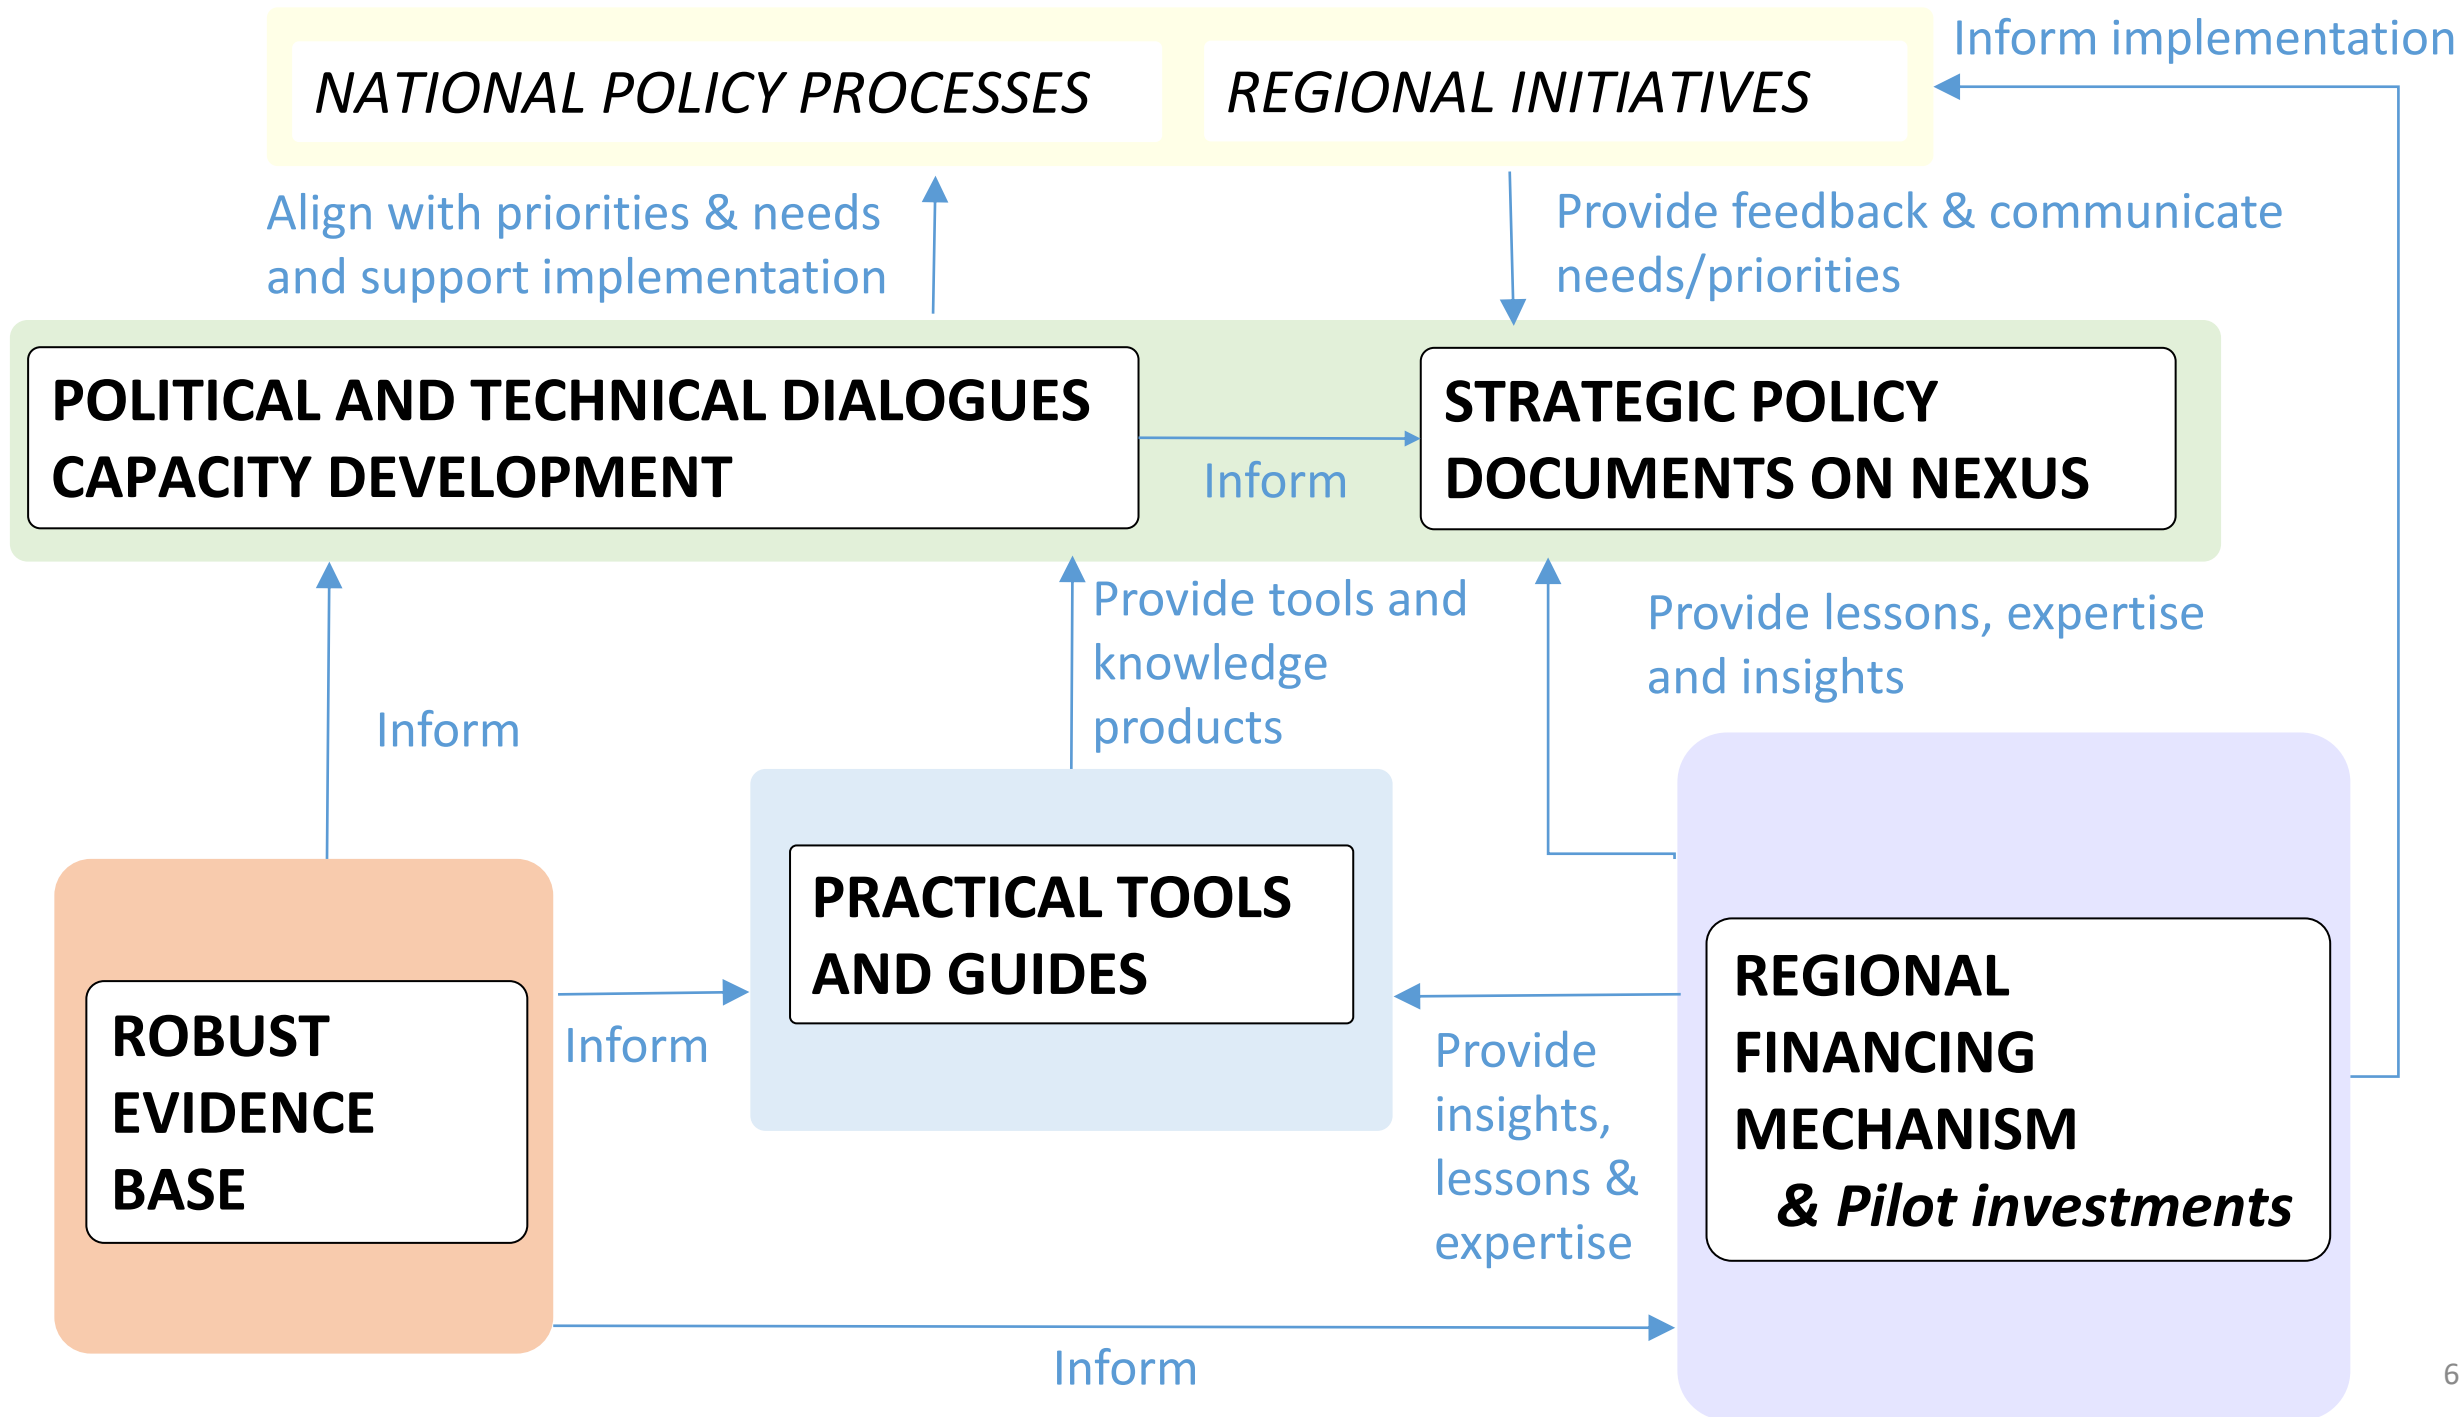 NATIONAL POLICY PROCESSES
REGIONAL INITIATIVES
Inform implementation
Align with priorities & needs
and support implementation
Provide feedback & communicate
needs/priorities
POLITICAL AND TECHNICAL DIALOGUES
CAPACITY DEVELOPMENT
Inform
STRATEGIC POLICY
DOCUMENTS ON NEXUS
Inform
Provide tools and
knowledge
products
Provide lessons, expertise
and insights
ROBUST
EVIDENCE
BASE
Inform
PRACTICAL TOOLS
AND GUIDES
Provide
insights,
lessons &
expertise
REGIONAL
FINANCING
MECHANISM
& Pilot investments
Inform
6